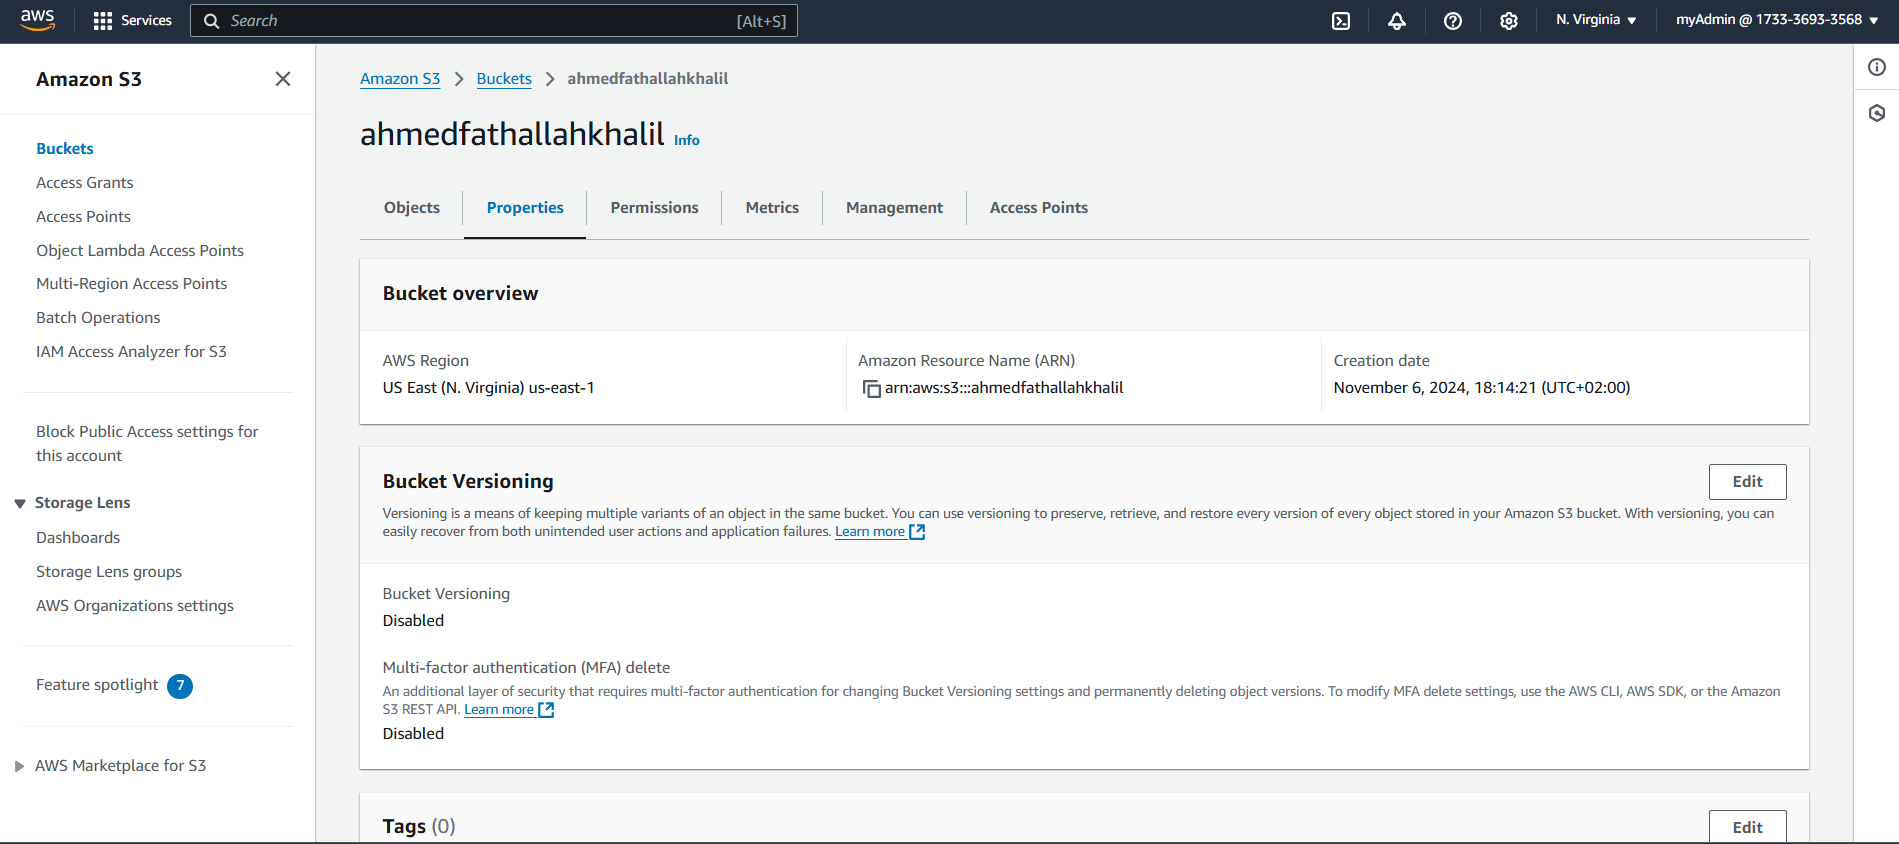 aws
Services
Search
[Alt+S]
N. Virginia
myAdmin @ 1733-3693-3568
Amazon S3
Buckets
Access Grants
Access Points
Object Lambda Access Points
Multi-Region Access Points
Batch Operations
IAM Access Analyzer for S3
Block Public Access settings for
this account
Storage Lens
Dashboards
Storage Lens groups
AWS Organizations settings
Feature spotlight 7
AWS Marketplace for S3
Amazon S3 > Buckets > ahmedfathallahkhalil
ahmedfathallahkhalil Info
Objects
Properties
Permissions
Metrics
Management
Access Points
Bucket overview
AWS Region
US East (N. Virginia) us-east-1
Amazon Resource Name (ARN)
arn:aws:s3:::ahmedfathallahkhalil
Creation date
November 6, 2024, 18:14:21 (UTC+02:00)
Bucket Versioning
Edit
Versioning is a means of keeping multiple variants of an object in the same bucket. You can use versioning to preserve, retrieve, and restore every version of every object stored in your Amazon S3 bucket. With versioning, you can
easily recover from both unintended user actions and application failures. Learn more
Bucket Versioning
Disabled
Multi-factor authentication (MFA) delete
An additional layer of security that requires multi-factor authentication for changing Bucket Versioning settings and permanently deleting object versions. To modify MFA delete settings, use the AWS CLI, AWS SDK, or the Amazon
S3 REST API. Learn more
Disabled
Tags (0)
Edit